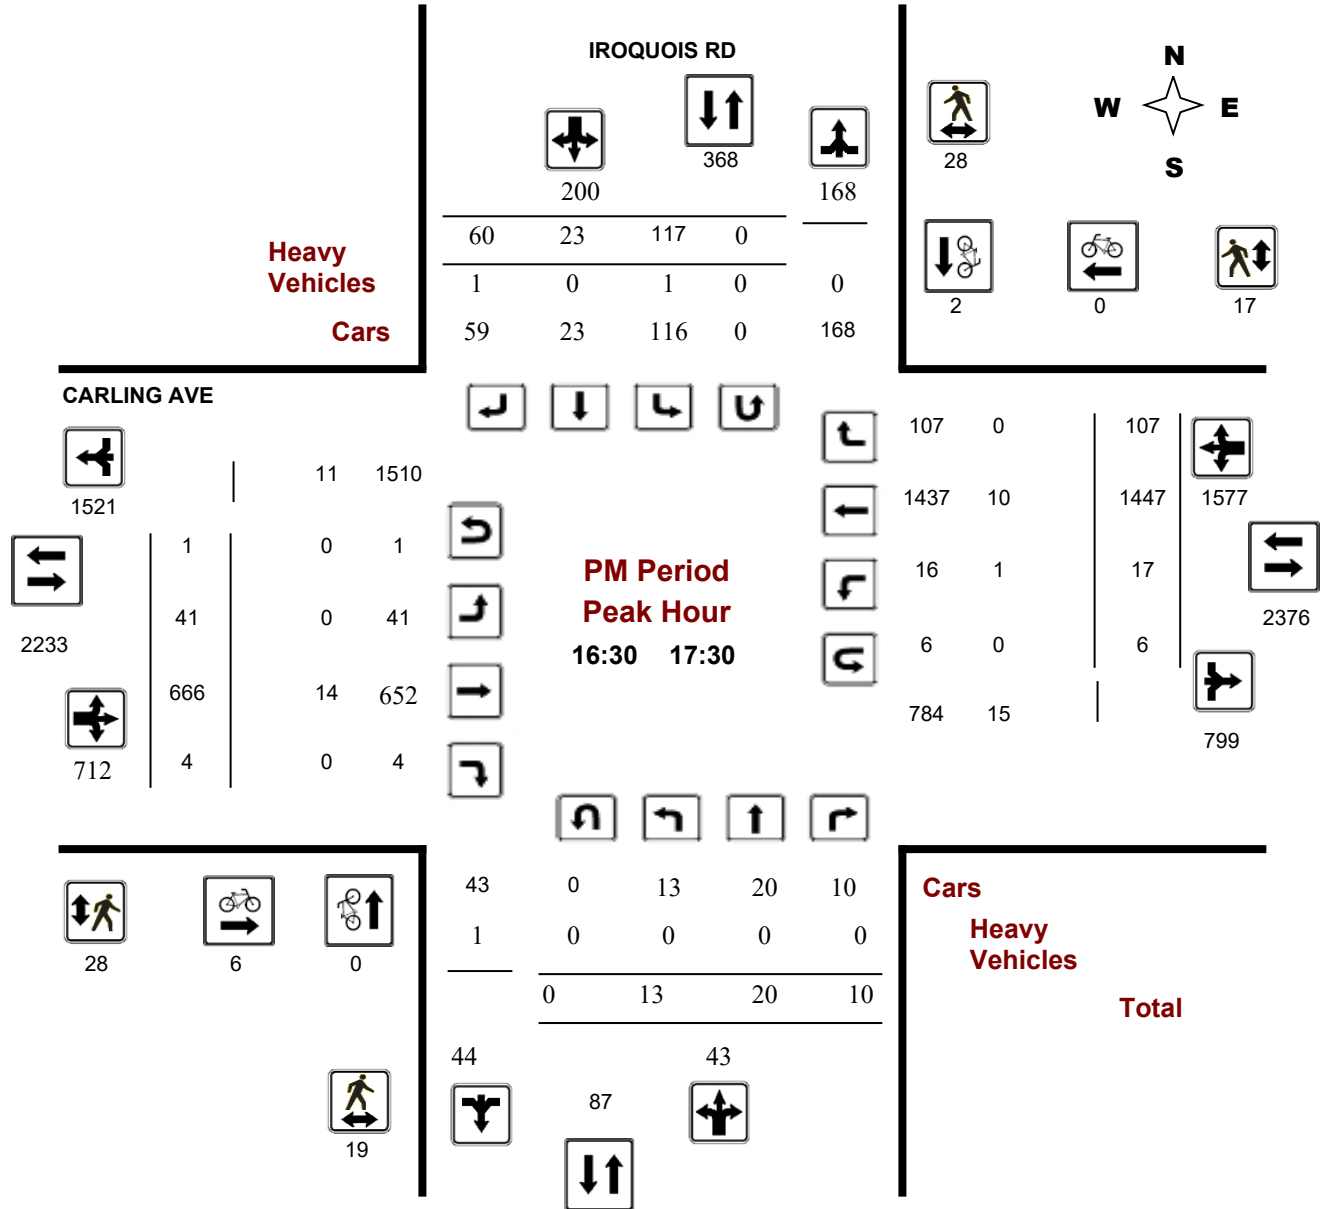 IROQUOIS RD
N
W E
S
368
28
200 168
60 23 117 0
Heavy
Vehicles
1 0 1 0 0
2 0 17
Cars
59 23 116 0 168
CARLING AVE
107 0 107
11 1510
1521
1437 10 1447 1577
1 0 1
PM Period
16 1 17
Peak Hour
41 0 41
2376
2233
16:30 17:30
6 0 6
666 14 652
784 15
799
712 4 0 4
43 0 13 20 10
Cars
1 0 0 0 0
Heavy
Vehicles
28 6 0
0 13 20 10
Total
44 43
87
19